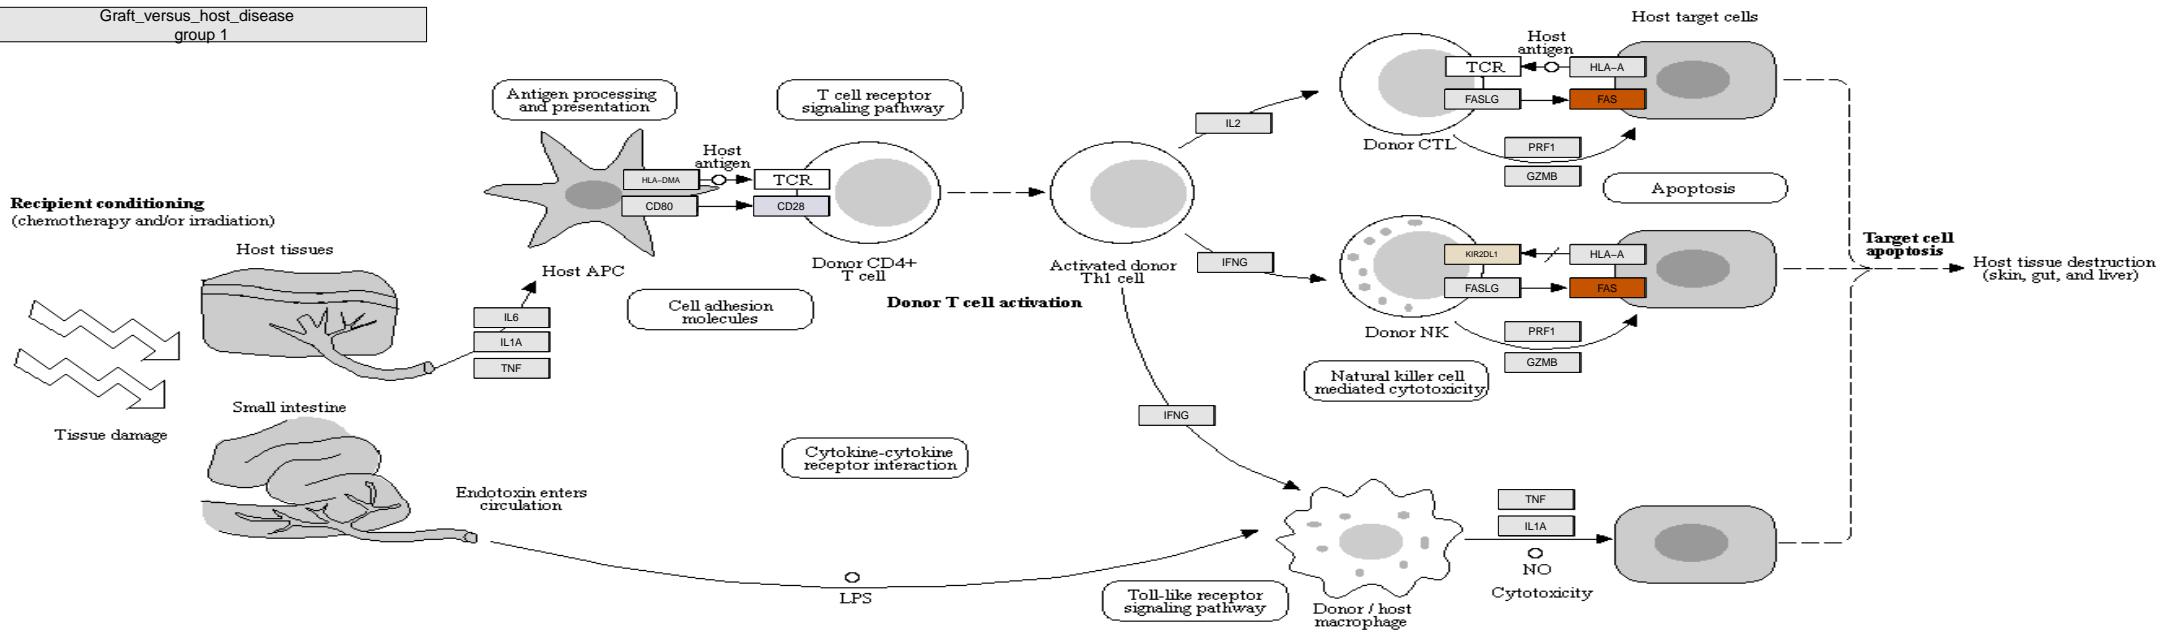 Graft_versus_host_disease
group 1
Host target cells
Host
antigen
TCR
HLA-A
FASLG
FAS
Donor CTL
PRF1
GZMB
IL2
Antigen processing
and presentation
T cell receptor
signaling pathway
Host
antigen
HLA-DMA
TCR
CD80
CD28
Host APC
Donor CD4+
T cell
Activated donor
Th1 cell
Apoptosis
Recipient conditioning
(chemotherapy and/or irradiation)
Host tissues
IL6
IL1A
TNF
Cell adhesion
molecules
Donor T cell activation
IFNG
KIR2DL1
HLA-A
FASLG
FAS
Donor NK
PRF1
GZMB
Natural killer cell
mediated cytotoxicity
Target cell
apoptosis
Host tissue destruction
(skin, gut, and liver)
Tissue damage
Small intestine
Endotoxin enters
circulation
Cytokine-cytokine
receptor interaction
IFNG
LPS
Toll-like receptor
signaling pathway
Donor / host
macrophage
TNF
IL1A
NO
Cytotoxicity